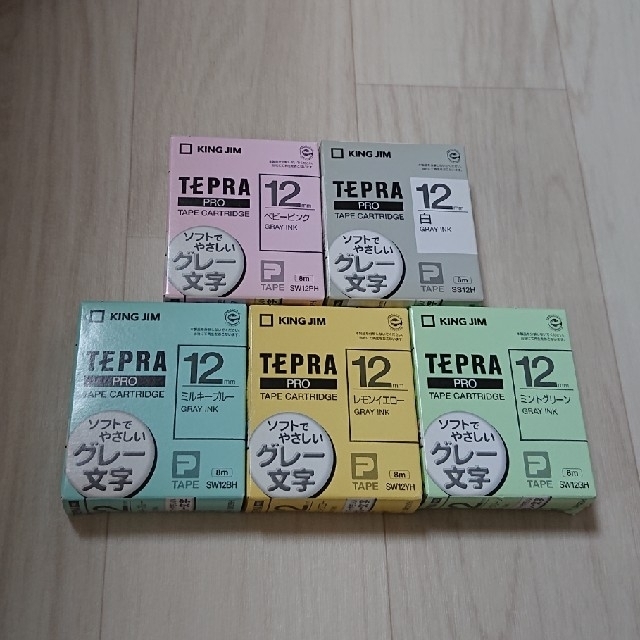 KING JIM
TEPRA
PRO
TAPE CARTRIDGE
12mm
ベビーピンク
GRAY INK
ソフトで
やさしい
グレー
文字
TAPE
8m
SW12PH
KING JIM
TEPRA
PRO
TAPE CARTRIDGE
12mm
白
GRAY INK
ソフトで
やさしい
グレー
文字
TAPE
8m
SS12H
KING JIM
TEPRA
PRO
TAPE CARTRIDGE
12mm
ミルキーブルー
GRAY INK
ソフトで
やさしい
グレー
文字
TAPE
8m
SW12BH
KING JIM
TEPRA
PRO
TAPE CARTRIDGE
12mm
レモンイエロー
GRAY INK
ソフトで
やさしい
グレー
文字
TAPE
8m
SW12YH
KING JIM
TEPRA
PRO
TAPE CARTRIDGE
12mm
ミントグリーン
GRAY INK
ソフトで
やさしい
グレー
文字
TAPE
8m
SW12GH